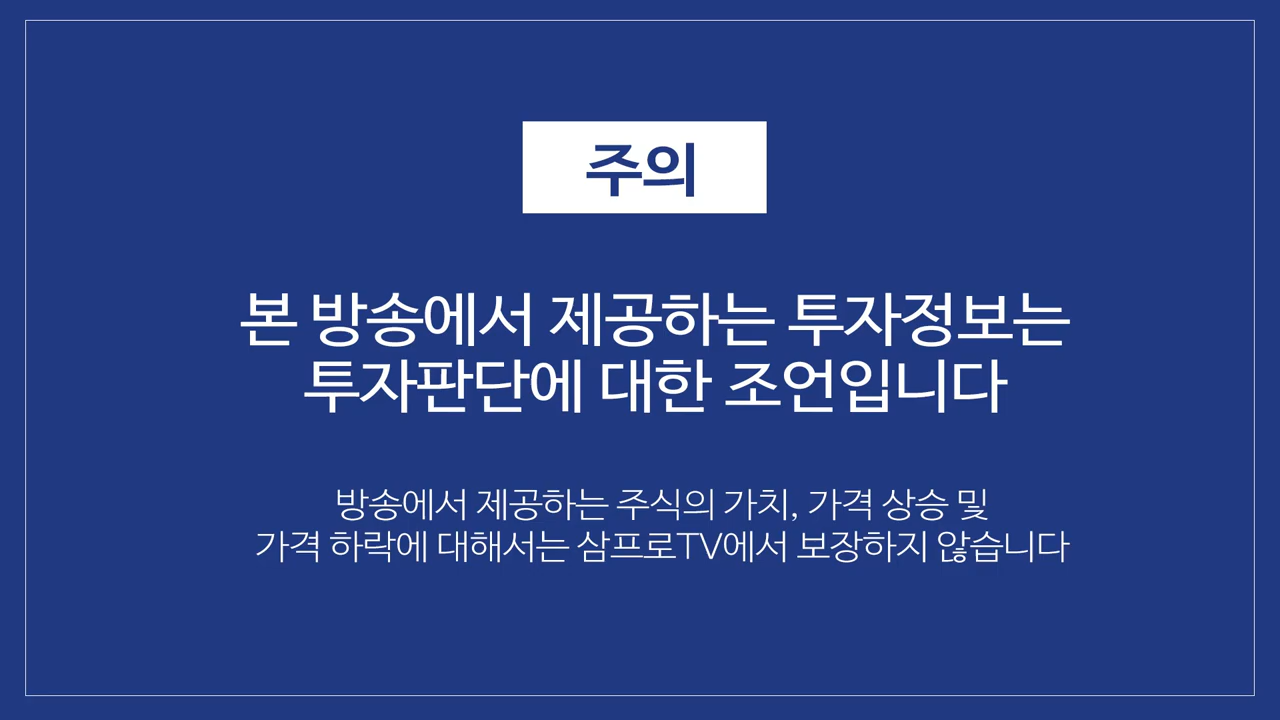 주의
본 방송에서 제공하는 투자정보는
투자판단에 대한 조언입니다
방송에서 제공하는 주식의 가치, 가격 상승 및
가격 하락에 대해서는 삼프로TV에서 보장하지 않습니다